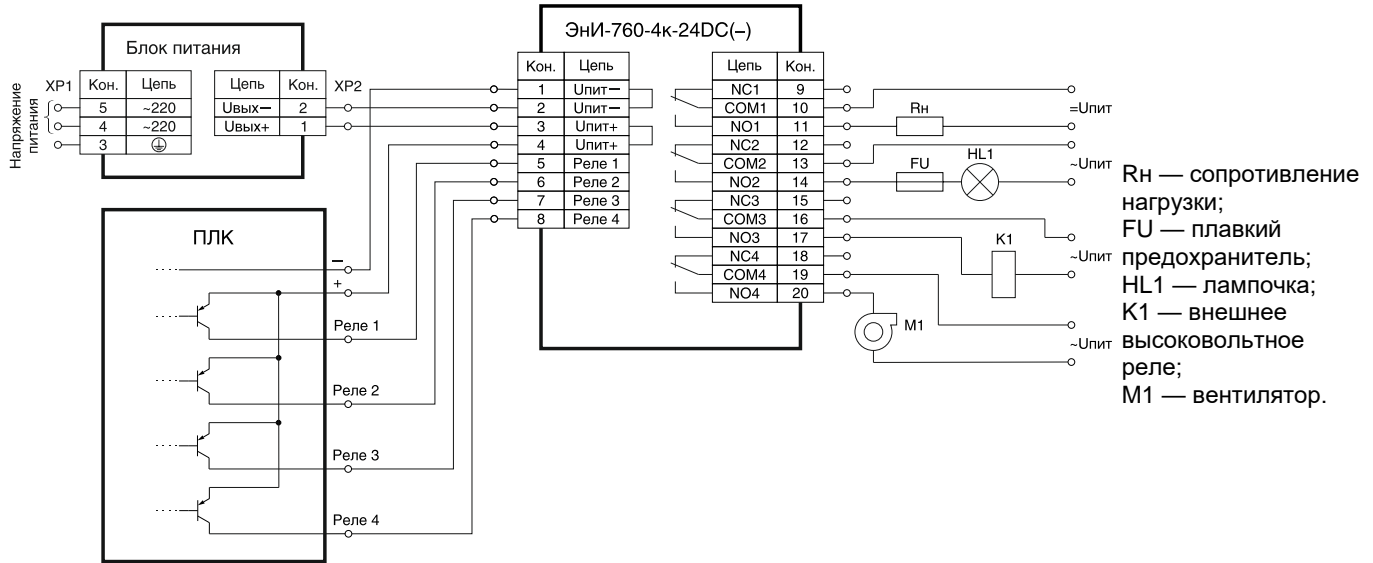 Блок питания
Напряжение
питания
XP1
Кон. Цепь
5 ~220
4 ~220
3
Цепь Кон.
Uвых— 2
Uвых+ 1
XP2
ЭнИ-760-4к-24DC(–)
Кон. Цепь
1 Uпит—
2 Uпит—
3 Uпит+
4 Uпит+
5 Реле 1
6 Реле 2
7 Реле 3
8 Реле 4
Цепь Кон.
NC1 9
COM1 10
NO1 11
NC2 12
COM2 13
NO2 14
NC3 15
COM3 16
NO3 17
NC4 18
COM4 19
NO4 20
Rн
=Uпит
FU
HL1
~Uпит
K1
~Uпит
M1
~Uпит
ПЛК
–
+
Реле 1
Реле 2
Реле 3
Реле 4
Rн — сопротивление
нагрузки;
FU — плавкий
предохранитель;
HL1 — лампочка;
K1 — внешнее
высоковольтное
реле;
M1 — вентилятор.